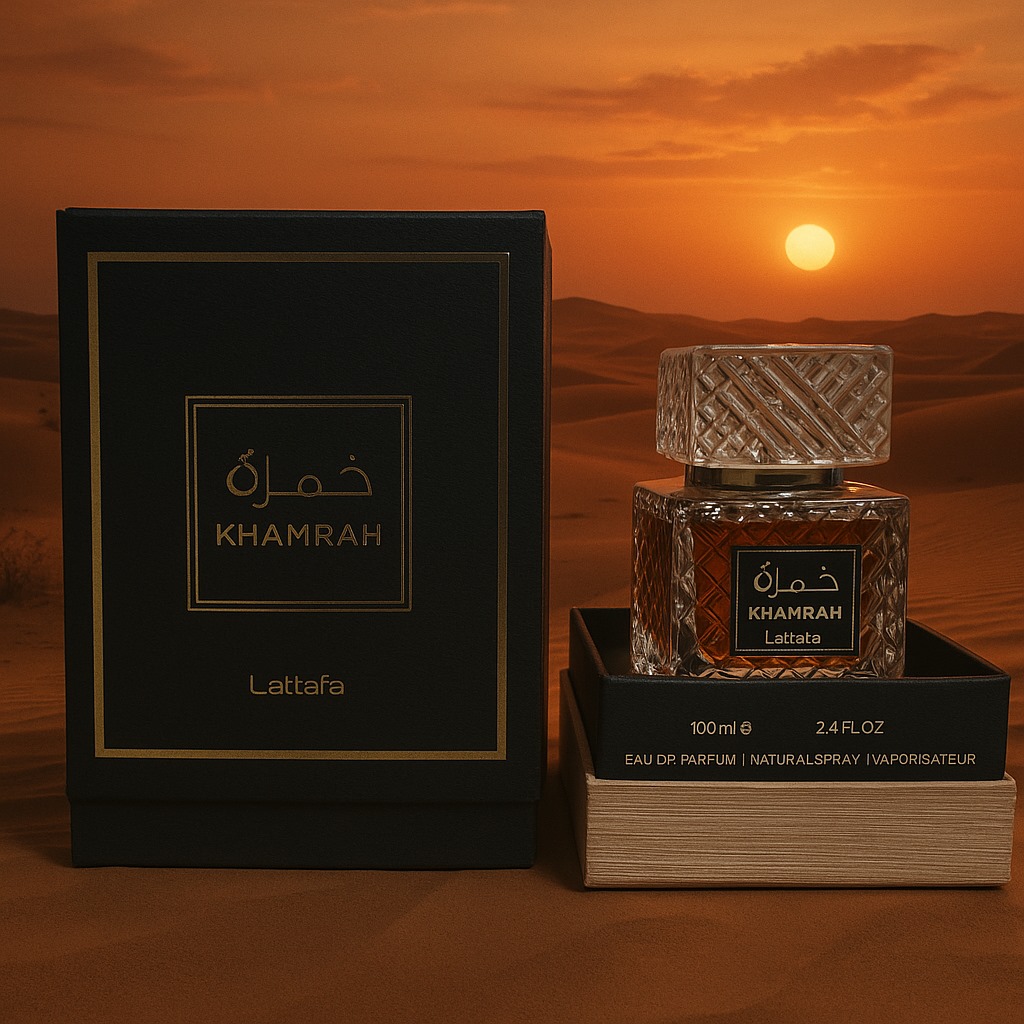 خمرة
KHAMRAH
Lattafa
خمرة
KHAMRAH
Lattata
100 ml e 2.4 FL OZ
EAU DP. PARFUM | NATURALSPRAY | VAPORISATEUR